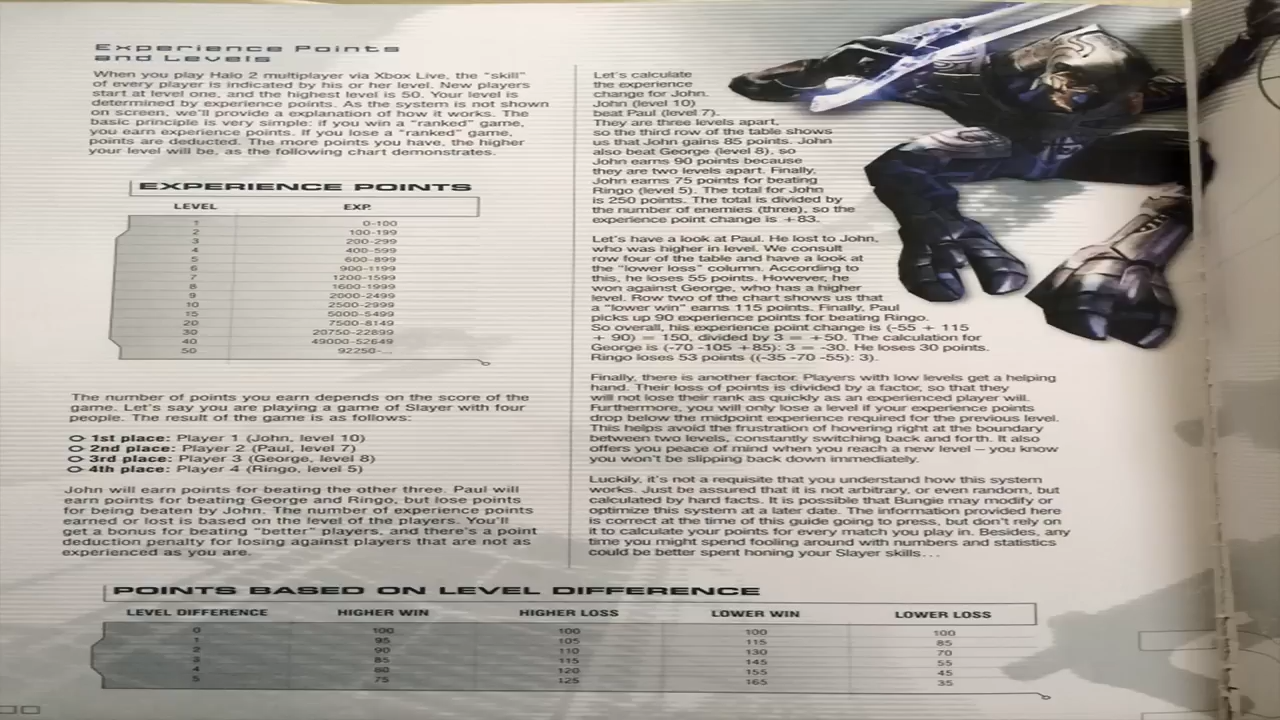 Experience Points
and Levels
When you play Halo 2 multiplayer via Xbox Live, the "skill"
of every player is indicated by his or her level. New players
start at level one, and the highest level is 50. Your level is
determined by experience points. As the system is not shown
on screen, we'll provide a explanation of how it works. The
basic principle is very simple: if you win a "ranked" game,
you earn experience points. If you lose a "ranked" game,
points are deducted. The more points you have, the higher
your level will be, as the following chart demonstrates.
EXPERIENCE POINTS
LEVEL EXP.
1 0-100
2 100-199
3 200-299
4 400-599
5 600-899
6 900-1199
7 1200-1599
8 1600-1999
9 2000-2499
10 2500-2999
15 5000-5499
20 7500-8149
30 20750-22899
40 49000-52649
50 92250-...
The number of points you earn depends on the score of the
game. Let's say you are playing a game of Slayer with four
people. The result of the game is as follows:
1st place: Player 1 (John, level 10)
2nd place: Player 2 (Paul, level 7)
3rd place: Player 3 (George, level 8)
4th place: Player 4 (Ringo, level 5)
John will earn points for beating the other three. Paul will
earn points for beating George and Ringo, but lose points
for being beaten by John. The number of experience points
earned or lost is based on the level of the players. You'll
get a bonus for beating "better" players, and there's a point
deduction penalty for losing against players that are not as
experienced as you are.
Let's calculate
the experience
change for John.
John (level 10)
beat Paul (level 7).
They are three levels apart,
so the third row of the table shows
us that John gains 85 points. John
also beat George (level 8), so
John earns 90 points because
they are two levels apart. Finally,
John earns 75 points for beating
Ringo (level 5). The total for John
is 250 points. The total is divided by
the number of enemies (three), so the
experience point change is +83.
Let's have a look at Paul. He lost to John,
who was higher in level. We consult
row four of the table and have a look at
the "lower loss" column. According to
this, he loses 55 points. However, he
won against George, who has a higher
level. Row two of the chart shows us that
a "lower win" earns 115 points. Finally, Paul
picks up 90 experience points for beating Ringo.
So overall, his experience point change is (-55 + 115
+ 90) = 150, divided by 3 = +50. The calculation for
George is (-70 -105 +85): 3 = -30. He loses 30 points.
Ringo loses 53 points ((-35 -70 -55): 3).
Finally, there is another factor. Players with low levels get a helping
hand. Their loss of points is divided by a factor, so that they
will not lose their rank as quickly as an experienced player will.
Furthermore, you will only lose a level if your experience points
drop below the midpoint experience required for the previous level.
This helps avoid the frustration of hovering right at the boundary
between two levels, constantly switching back and forth. It also
offers you peace of mind when you reach a new level – you know
you won't be slipping back down immediately.
Luckily, it's not a requisite that you understand how this system
works. Just be assured that it is not arbitrary, or even random, but
calculated by hard facts. It is possible that Bungie may modify or
optimize this system at a later date. The information provided here
is correct at the time of this guide going to press, but don't rely on
it to calculate your points for every match you play in. Besides, any
time you might spend fooling around with numbers and statistics
could be better spent honing your Slayer skills...
POINTS BASED ON LEVEL DIFFERENCE
LEVEL DIFFERENCE HIGHER WIN HIGHER LOSS LOWER WIN LOWER LOSS
0 100 100 100 100
1 95 105 115 85
2 90 110 130 70
3 85 115 145 55
4 80 120 155 45
5 75 125 165 35